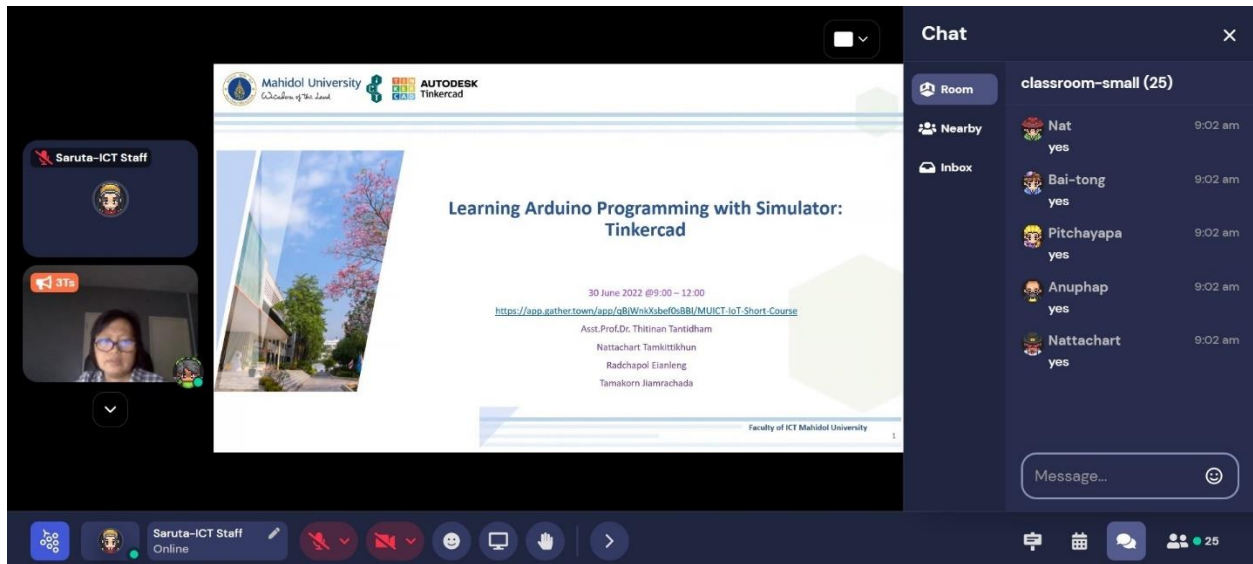 Saruta-ICT Staff
3Ts
Mahidol University
Wisdom of the Land
TIN
KER
CAD
AUTODESK
Tinkercad
Learning Arduino Programming with Simulator:
Tinkercad
30 June 2022 @9:00 – 12:00
https://app.gather.town/app/qBjWnkXsbef0sBBI/MUICT-IoT-Short-Course
Asst.Prof.Dr. Thitinan Tantidham
Nattachart Tamkittikhun
Radchapol Eianleng
Tamakorn Jiamrachada
Faculty of ICT Mahidol University
1
Chat
Room
Nearby
Inbox
classroom-small (25)
Nat 9:02 am
yes
Bai-tong 9:02 am
yes
Pitchayapa 9:02 am
yes
Anuphap 9:02 am
yes
Nattachart 9:02 am
yes
Message...
Saruta-ICT Staff
Online
25